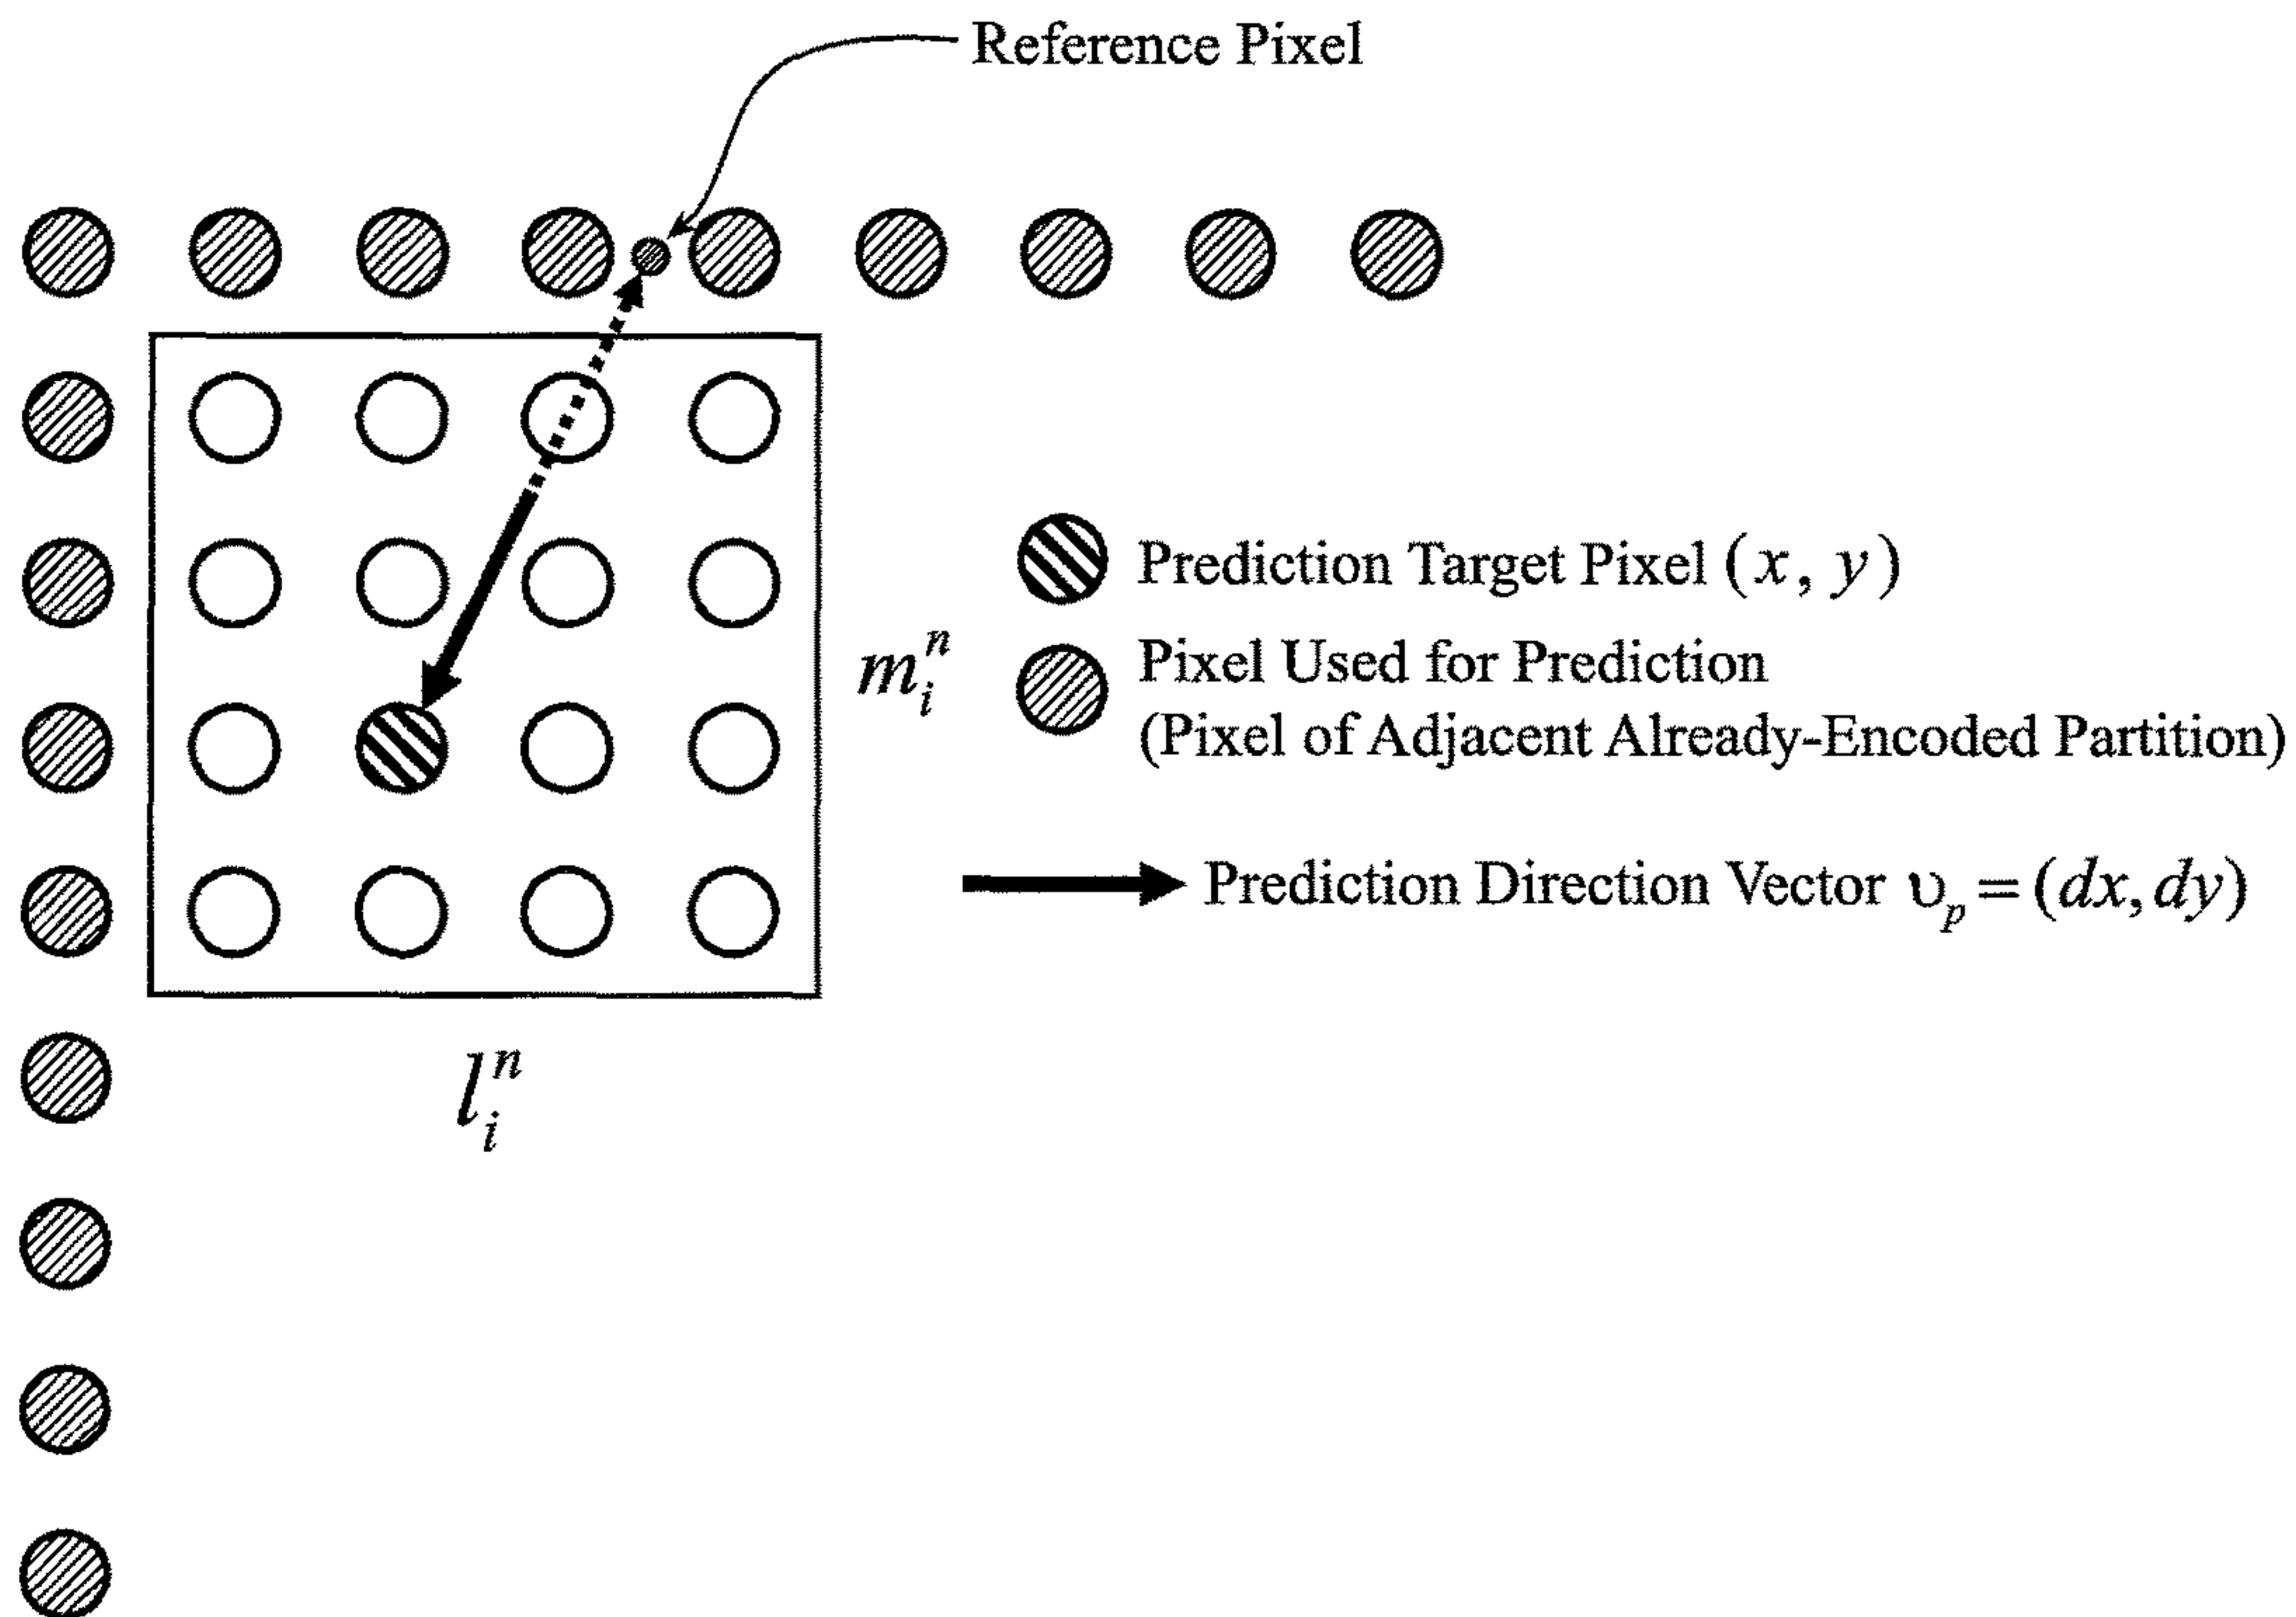 Reference Pixel
Prediction Target Pixel (x, y)
m_i^n
Pixel Used for Prediction
(Pixel of Adjacent Already-Encoded Partition)
Prediction Direction Vector υ_p = (dx, dy)
l_i^n